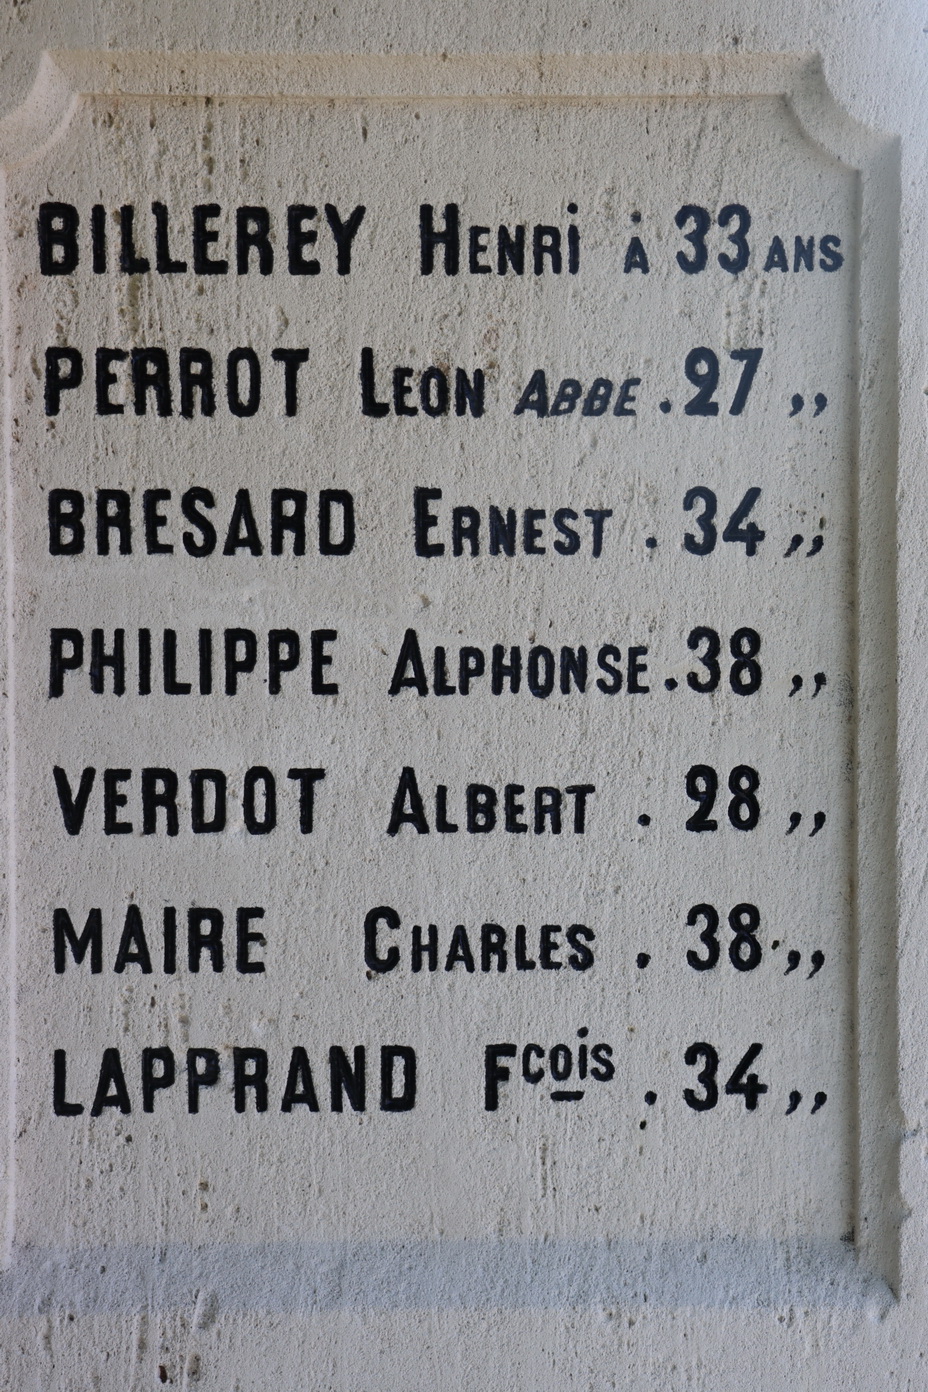 BILLEREY HENRI À 33 ANS
PERROT LEON ABBE . 27 ,,
BRESARD ERNEST . 34 ,,
PHILIPPE ALPHONSE . 38 ,,
VERDOT ALBERT . 28 ,,
MAIRE CHARLES . 38 ,,
LAPPRAND Fcois . 34 ,,